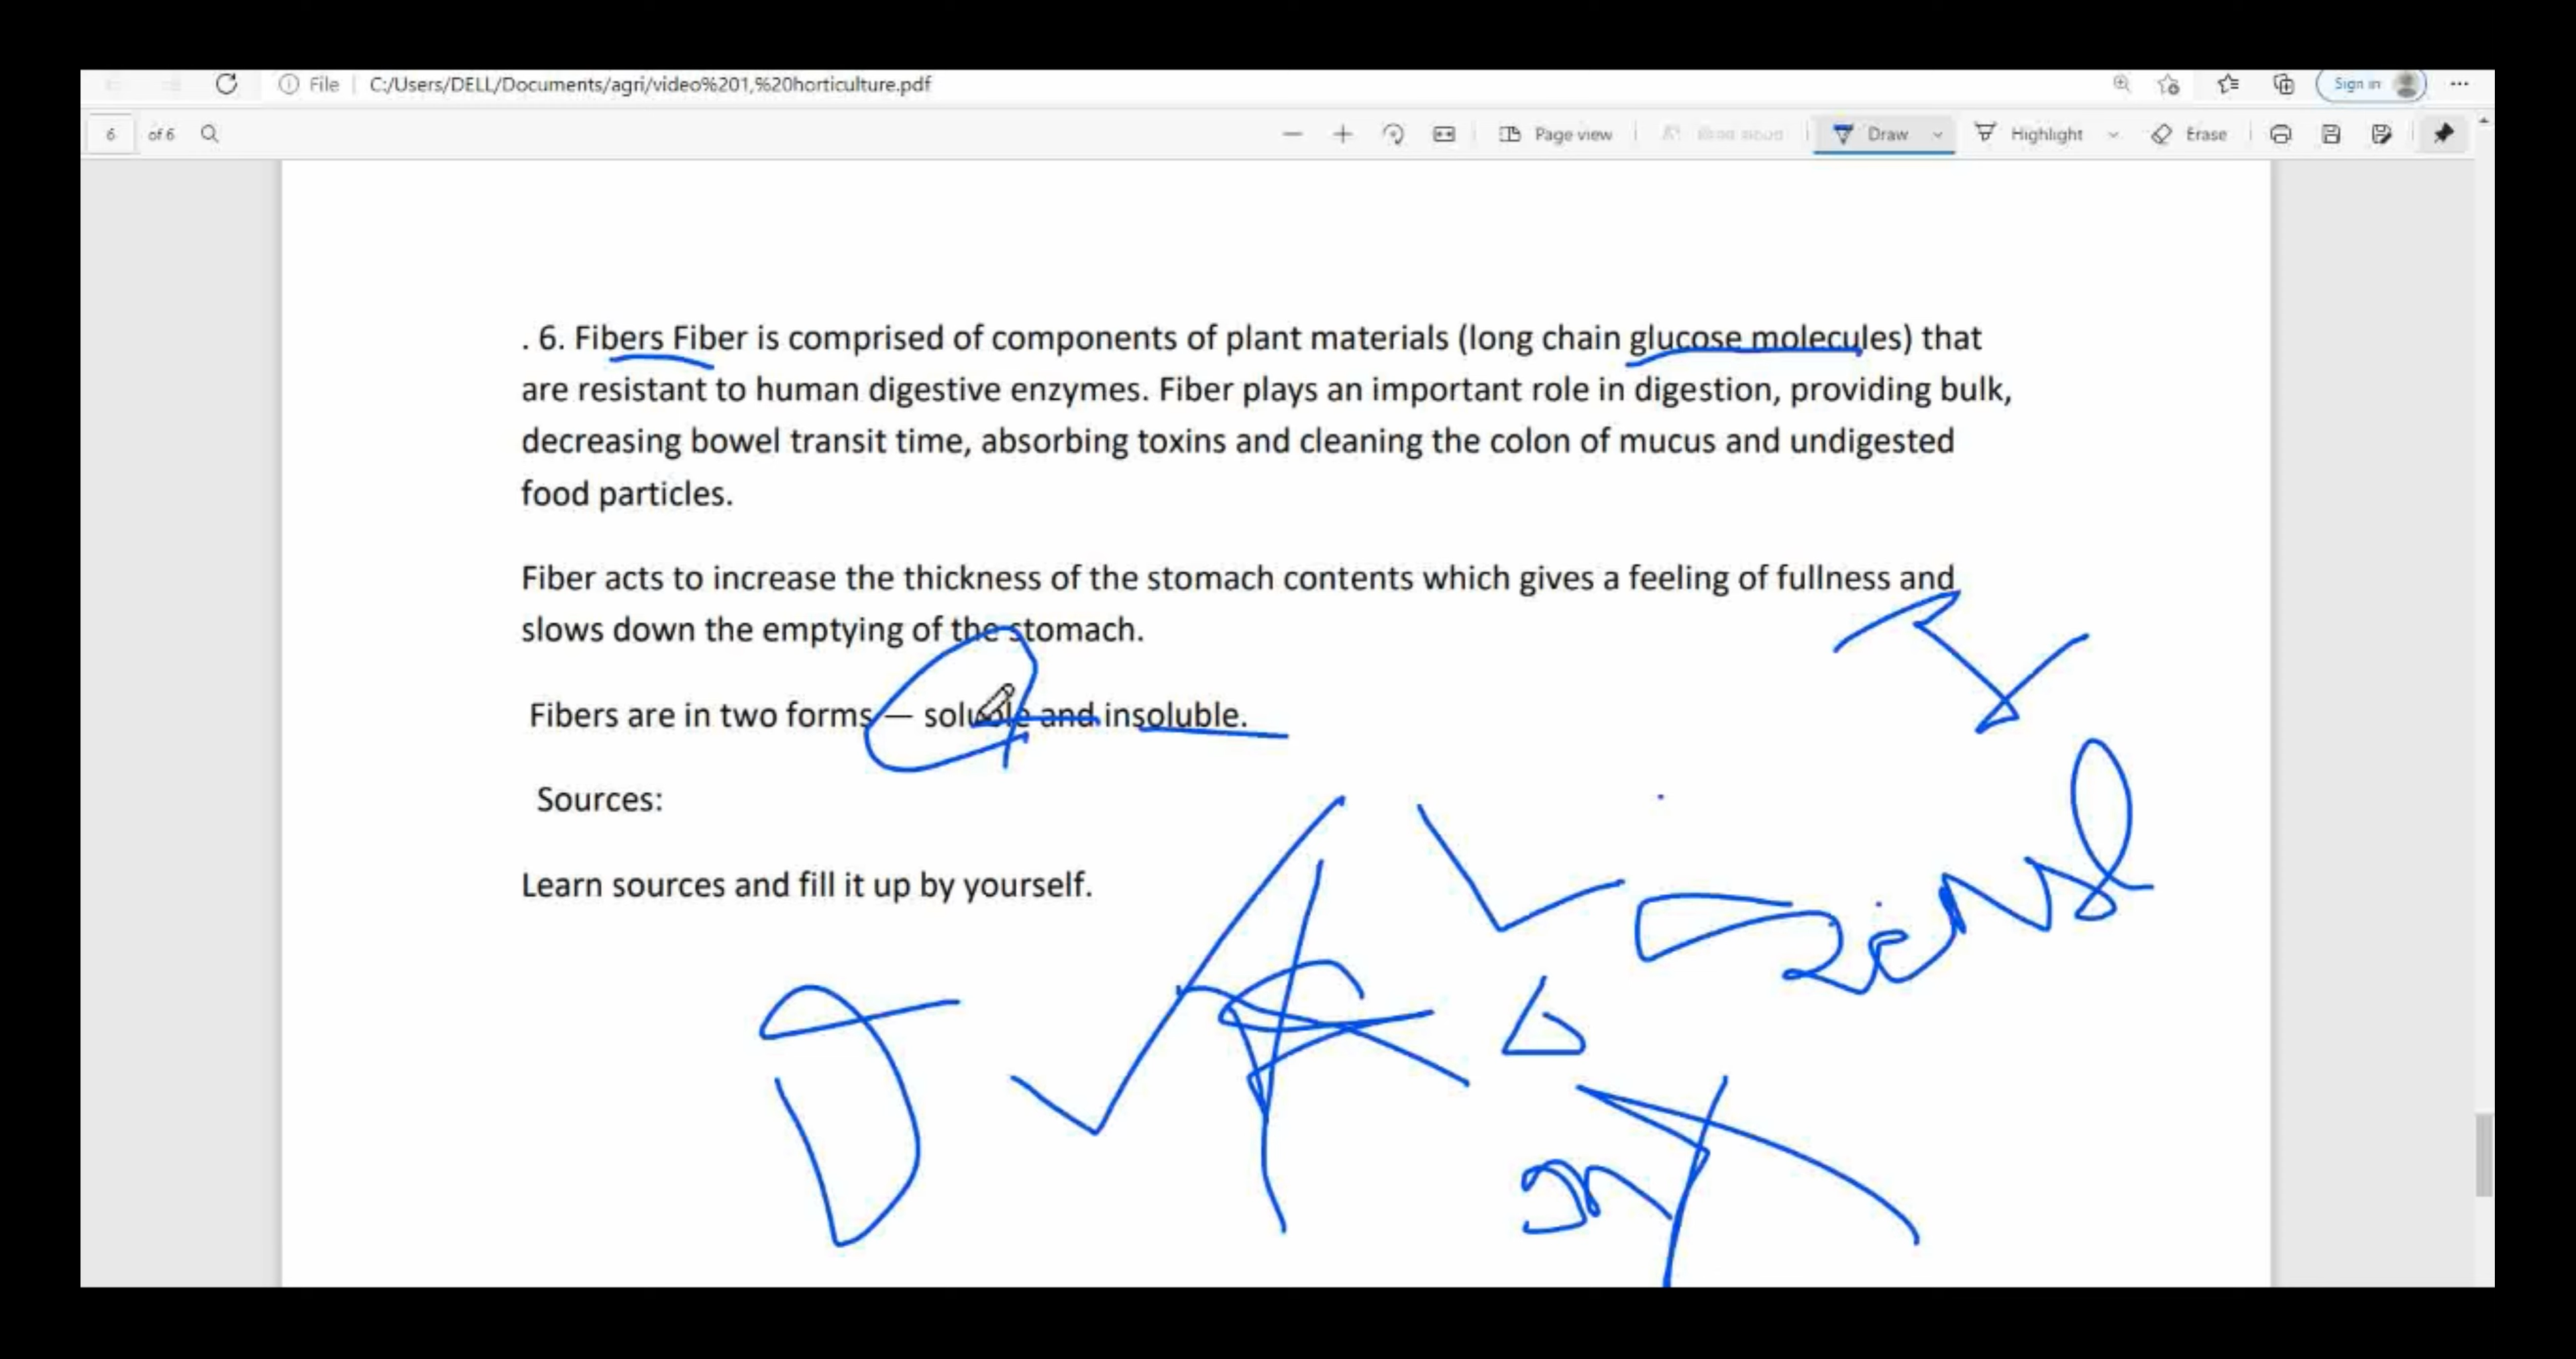 File | C:/Users/DELL/Documents/agri/video%201,%20horticulture.pdf Sign in
6 of 6 Page view Read aloud Draw Highlight Erase
. 6. Fibers Fiber is comprised of components of plant materials (long chain glucose molecules) that
are resistant to human digestive enzymes. Fiber plays an important role in digestion, providing bulk,
decreasing bowel transit time, absorbing toxins and cleaning the colon of mucus and undigested
food particles.
Fiber acts to increase the thickness of the stomach contents which gives a feeling of fullness and
slows down the emptying of the stomach.
Fibers are in two forms — soluble and insoluble.
Sources:
Learn sources and fill it up by yourself.